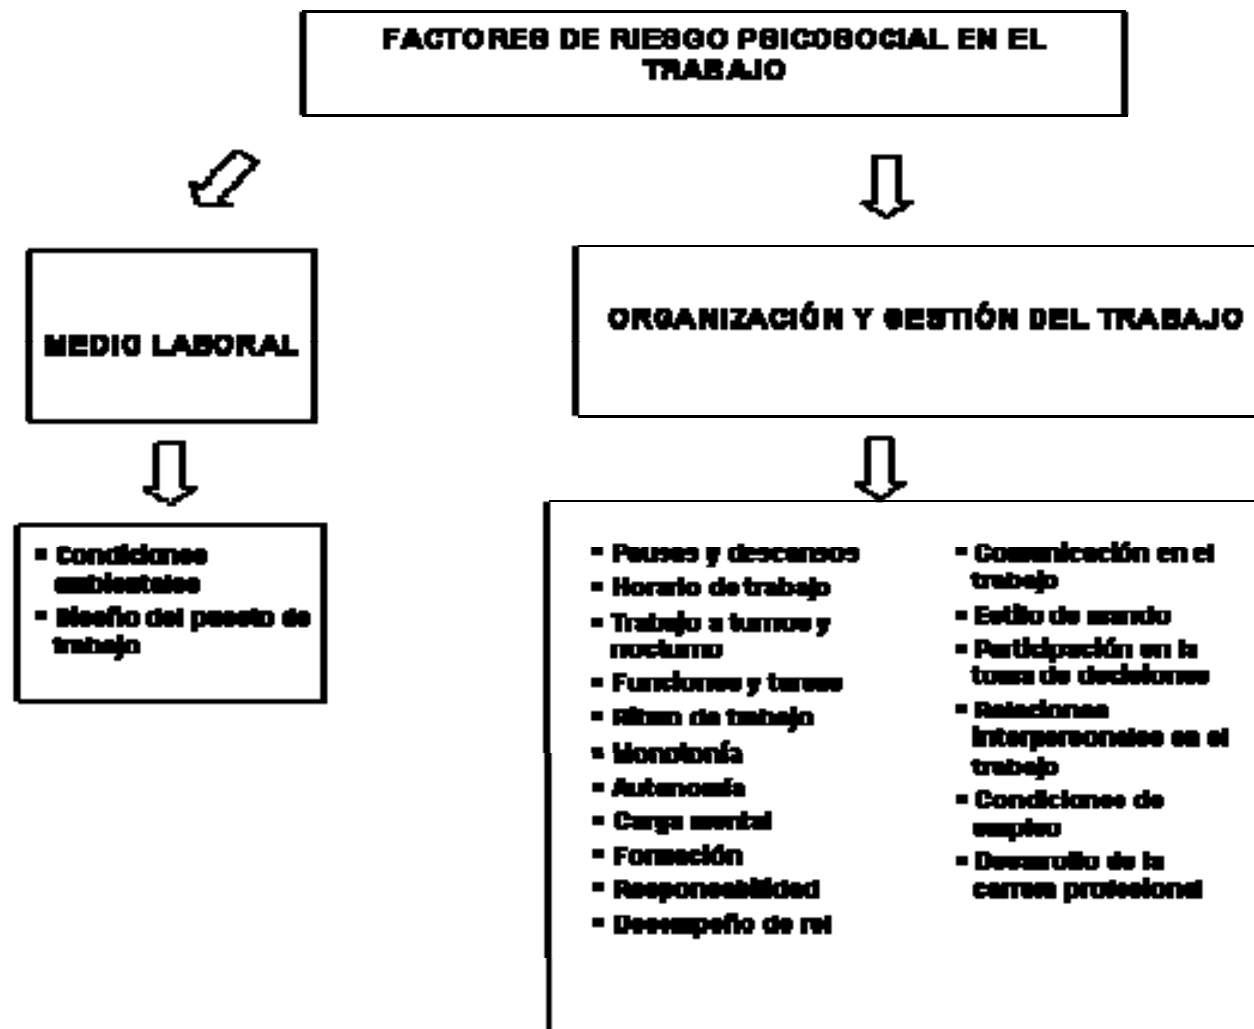 FACTORES DE RIESGO PSICOSOCIAL EN EL
TRABAJO
MEDIO LABORAL
ORGANIZACIÓN Y GESTIÓN DEL TRABAJO
▪ Condiciones
ambientales
▪ Diseño del puesto de
trabajo
▪ Pausas y descansos
▪ Horario de trabajo
▪ Trabajo a turnos y
nocturno
▪ Funciones y tareas
▪ Ritmo de trabajo
▪ Monotonía
▪ Autonomía
▪ Carga mental
▪ Formación
▪ Responsabilidad
▪ Desempeño de rol
▪ Comunicación en el
trabajo
▪ Estilo de mando
▪ Participación en la
toma de decisiones
▪ Relaciones
interpersonales en el
trabajo
▪ Condiciones de
empleo
▪ Desarrollo de la
carrera profesional